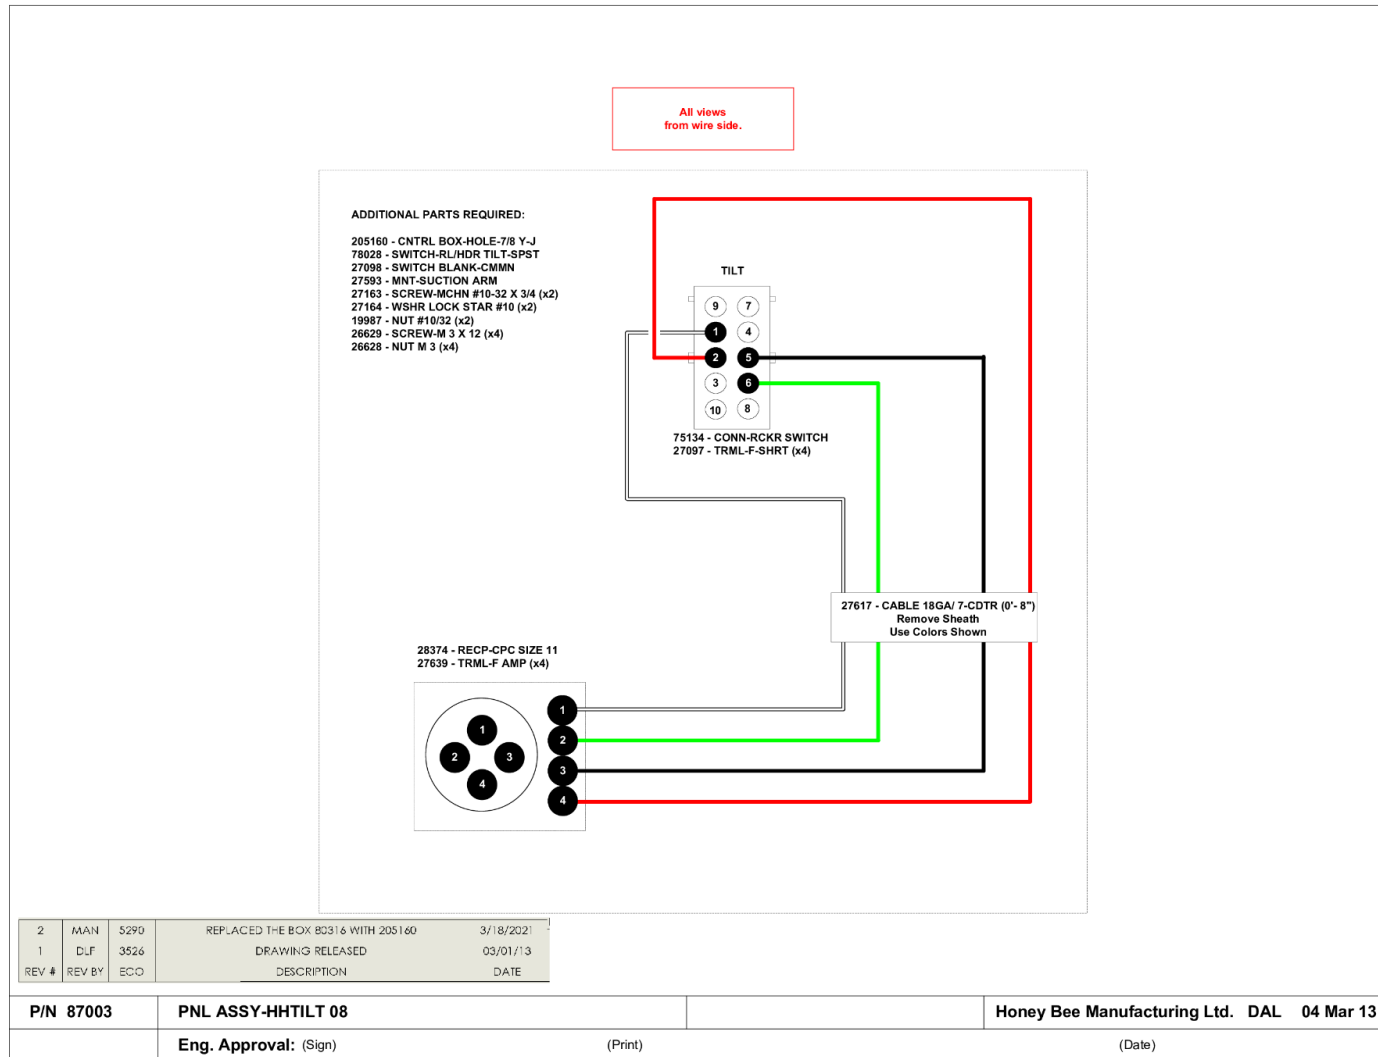 All views
from wire side.
ADDITIONAL PARTS REQUIRED:
205160 - CNTRL BOX-HOLE-7/8 Y-J
78028 - SWITCH-RL/HDR TILT-SPST
27098 - SWITCH BLANK-CMMN
27593 - MNT-SUCTION ARM
27163 - SCREW-MCHN #10-32 X 3/4 (x2)
27164 - WSHR LOCK STAR #10 (x2)
19987 - NUT #10/32 (x2)
26629 - SCREW-M 3 X 12 (x4)
26628 - NUT M 3 (x4)
TILT
9 7
1 4
2 5
3 6
10 8
75134 - CONN-RCKR SWITCH
27097 - TRML-F-SHRT (x4)
27617 - CABLE 18GA/ 7-CDTR (0'- 8")
Remove Sheath
Use Colors Shown
28374 - RECP-CPC SIZE 11
27639 - TRML-F AMP (x4)
1
2 3
4
1
2
3
4
2 MAN 5290 REPLACED THE BOX 80316 WITH 205160 3/18/2021
1 DLF 3526 DRAWING RELEASED 03/01/13
REV # REV BY ECO DESCRIPTION DATE
P/N 87003 PNL ASSY-HHTILT 08 Honey Bee Manufacturing Ltd. DAL 04 Mar 13
Eng. Approval: (Sign) (Print) (Date)